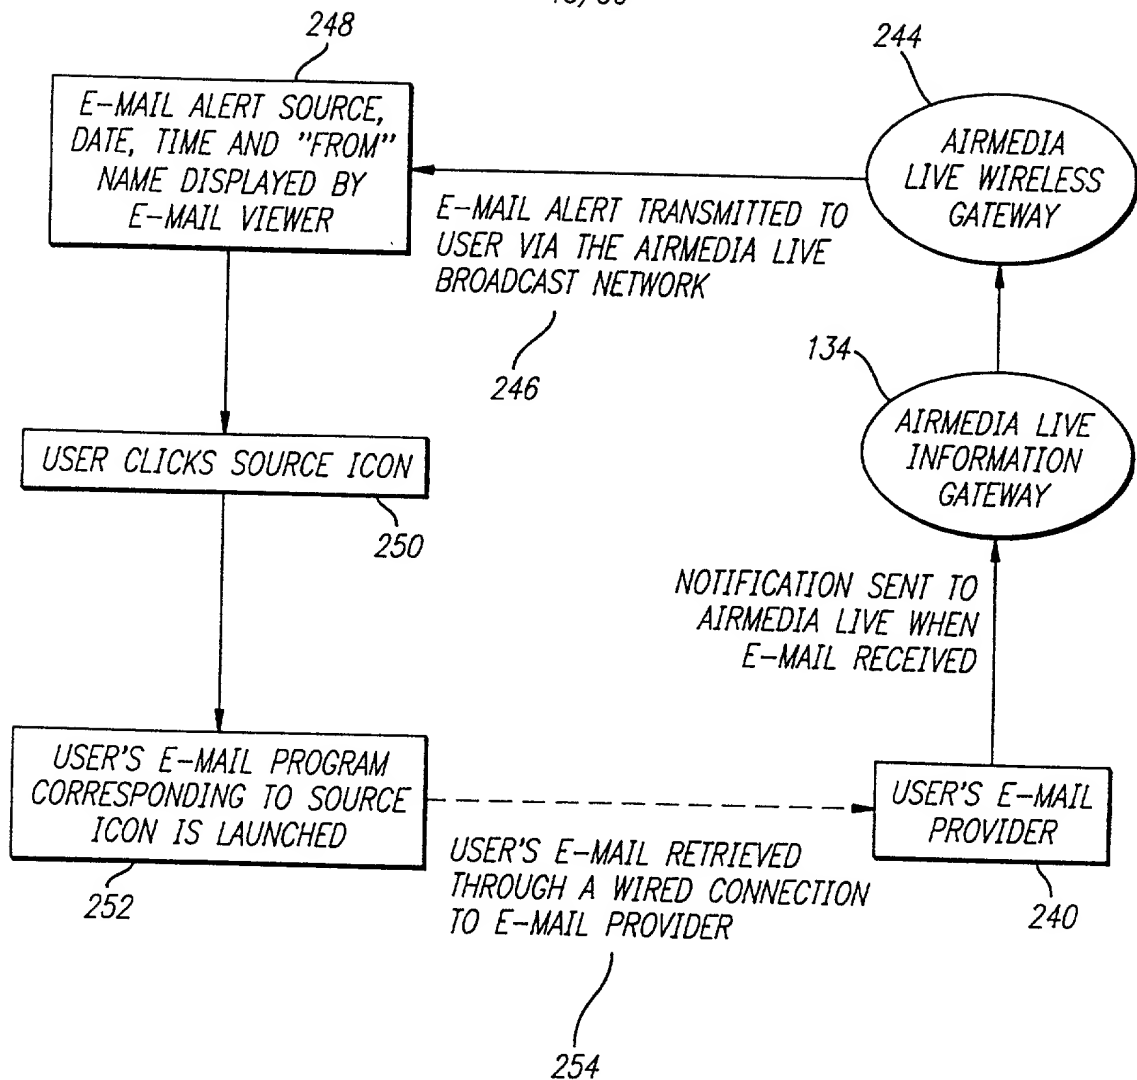 248
244
E-MAIL ALERT SOURCE,
DATE, TIME AND "FROM"
NAME DISPLAYED BY
E-MAIL VIEWER
AIRMEDIA
LIVE WIRELESS
GATEWAY
E-MAIL ALERT TRANSMITTED TO
USER VIA THE AIRMEDIA LIVE
BROADCAST NETWORK
246
134
AIRMEDIA LIVE
INFORMATION
GATEWAY
USER CLICKS SOURCE ICON
250
NOTIFICATION SENT TO
AIRMEDIA LIVE WHEN
E-MAIL RECEIVED
USER'S E-MAIL PROGRAM
CORRESPONDING TO SOURCE
ICON IS LAUNCHED
252
USER'S E-MAIL RETRIEVED
THROUGH A WIRED CONNECTION
TO E-MAIL PROVIDER
254
USER'S E-MAIL
PROVIDER
240